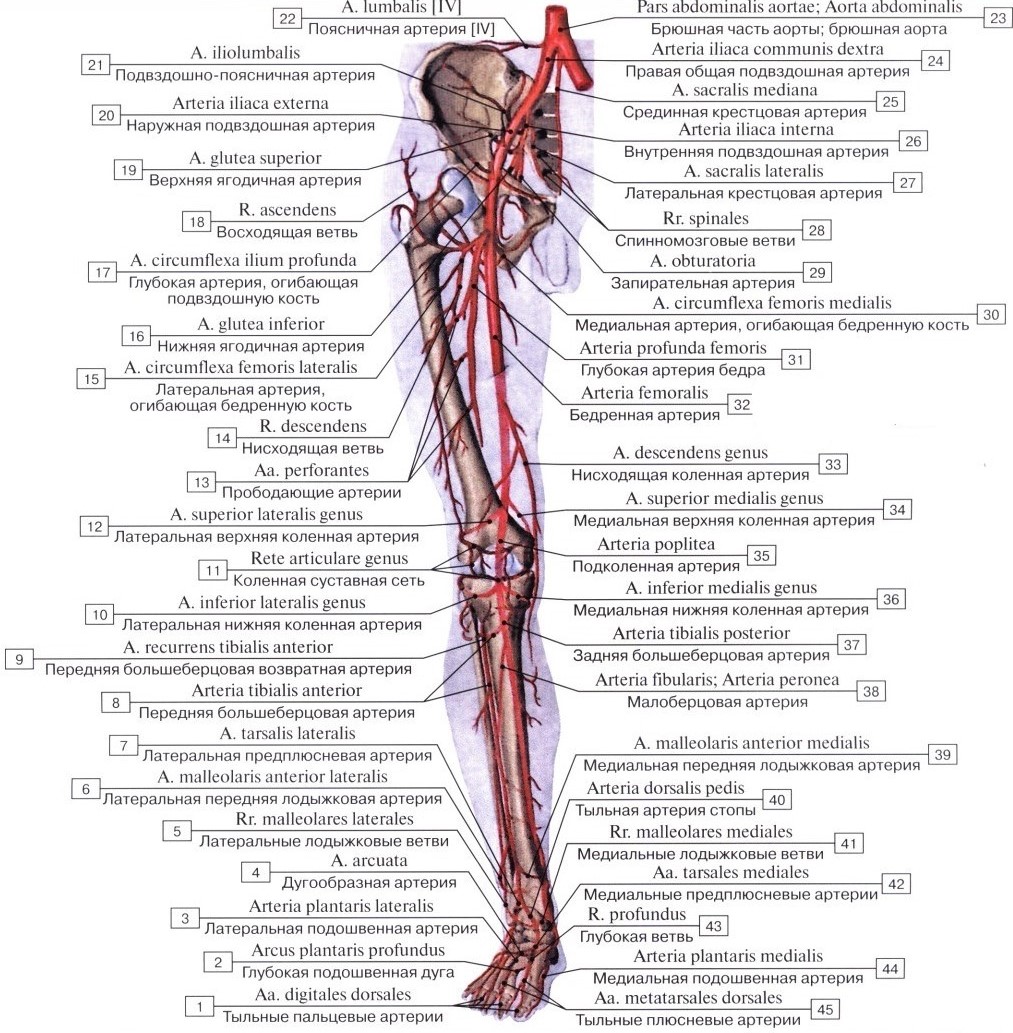 A. lumbalis [IV]
22
Поясничная артерия [IV]
A. iliolumbalis
21
Подвздошно-поясничная артерия
Arteria iliaca externa
20
Наружная подвздошная артерия
A. glutea superior
19
Верхняя ягодичная артерия
R. ascendens
18
Восходящая ветвь
A. circumflexa ilium profunda
17
Глубокая артерия, огибающая
подвздошную кость
A. glutea inferior
16
Нижняя ягодичная артерия
A. circumflexa femoris lateralis
15
Латеральная артерия,
огибающая бедренную кость
R. descendens
14
Нисходящая ветвь
Aa. perforantes
13
Прободающие артерии
A. superior lateralis genus
12
Латеральная верхняя коленная артерия
Rete articulare genus
11
Коленная суставная сеть
A. inferior lateralis genus
10
Латеральная нижняя коленная артерия
A. recurrens tibialis anterior
9
Передняя большеберцовая возвратная артерия
Arteria tibialis anterior
8
Передняя большеберцовая артерия
A. tarsalis lateralis
7
Латеральная предплюсневая артерия
A. malleolaris anterior lateralis
6
Латеральная передняя лодыжковая артерия
Rr. malleolares laterales
5
Латеральные лодыжковые ветви
A. arcuata
4
Дугообразная артерия
Arteria plantaris lateralis
3
Латеральная подошвенная артерия
Arcus plantaris profundus
2
Глубокая подошвенная дуга
Aa. digitales dorsales
1
Тыльные пальцевые артерии
Pars abdominalis aortae; Aorta abdominalis
23
Брюшная часть аорты; брюшная аорта
Arteria iliaca communis dextra
24
Правая общая подвздошная артерия
A. sacralis mediana
25
Срединная крестцовая артерия
Arteria iliaca interna
26
Внутренняя подвздошная артерия
A. sacralis lateralis
27
Латеральная крестцовая артерия
Rr. spinales
28
Спинномозговые ветви
A. obturatoria
29
Запирательная артерия
A. circumflexa femoris medialis
30
Медиальная артерия, огибающая бедренную кость
Arteria profunda femoris
31
Глубокая артерия бедра
Arteria femoralis
32
Бедренная артерия
A. descendens genus
33
Нисходящая коленная артерия
A. superior medialis genus
34
Медиальная верхняя коленная артерия
Arteria poplitea
35
Подколенная артерия
A. inferior medialis genus
36
Медиальная нижняя коленная артерия
Arteria tibialis posterior
37
Задняя большеберцовая артерия
Arteria fibularis; Arteria peronea
38
Малоберцовая артерия
A. malleolaris anterior medialis
39
Медиальная передняя лодыжковая артерия
Arteria dorsalis pedis
40
Тыльная артерия стопы
Rr. malleolares mediales
41
Медиальные лодыжковые ветви
Aa. tarsales mediales
42
Медиальные предплюсневые артерии
R. profundus
43
Глубокая ветвь
Arteria plantaris medialis
44
Медиальная подошвенная артерия
Aa. metatarsales dorsales
45
Тыльные плюсневые артерии